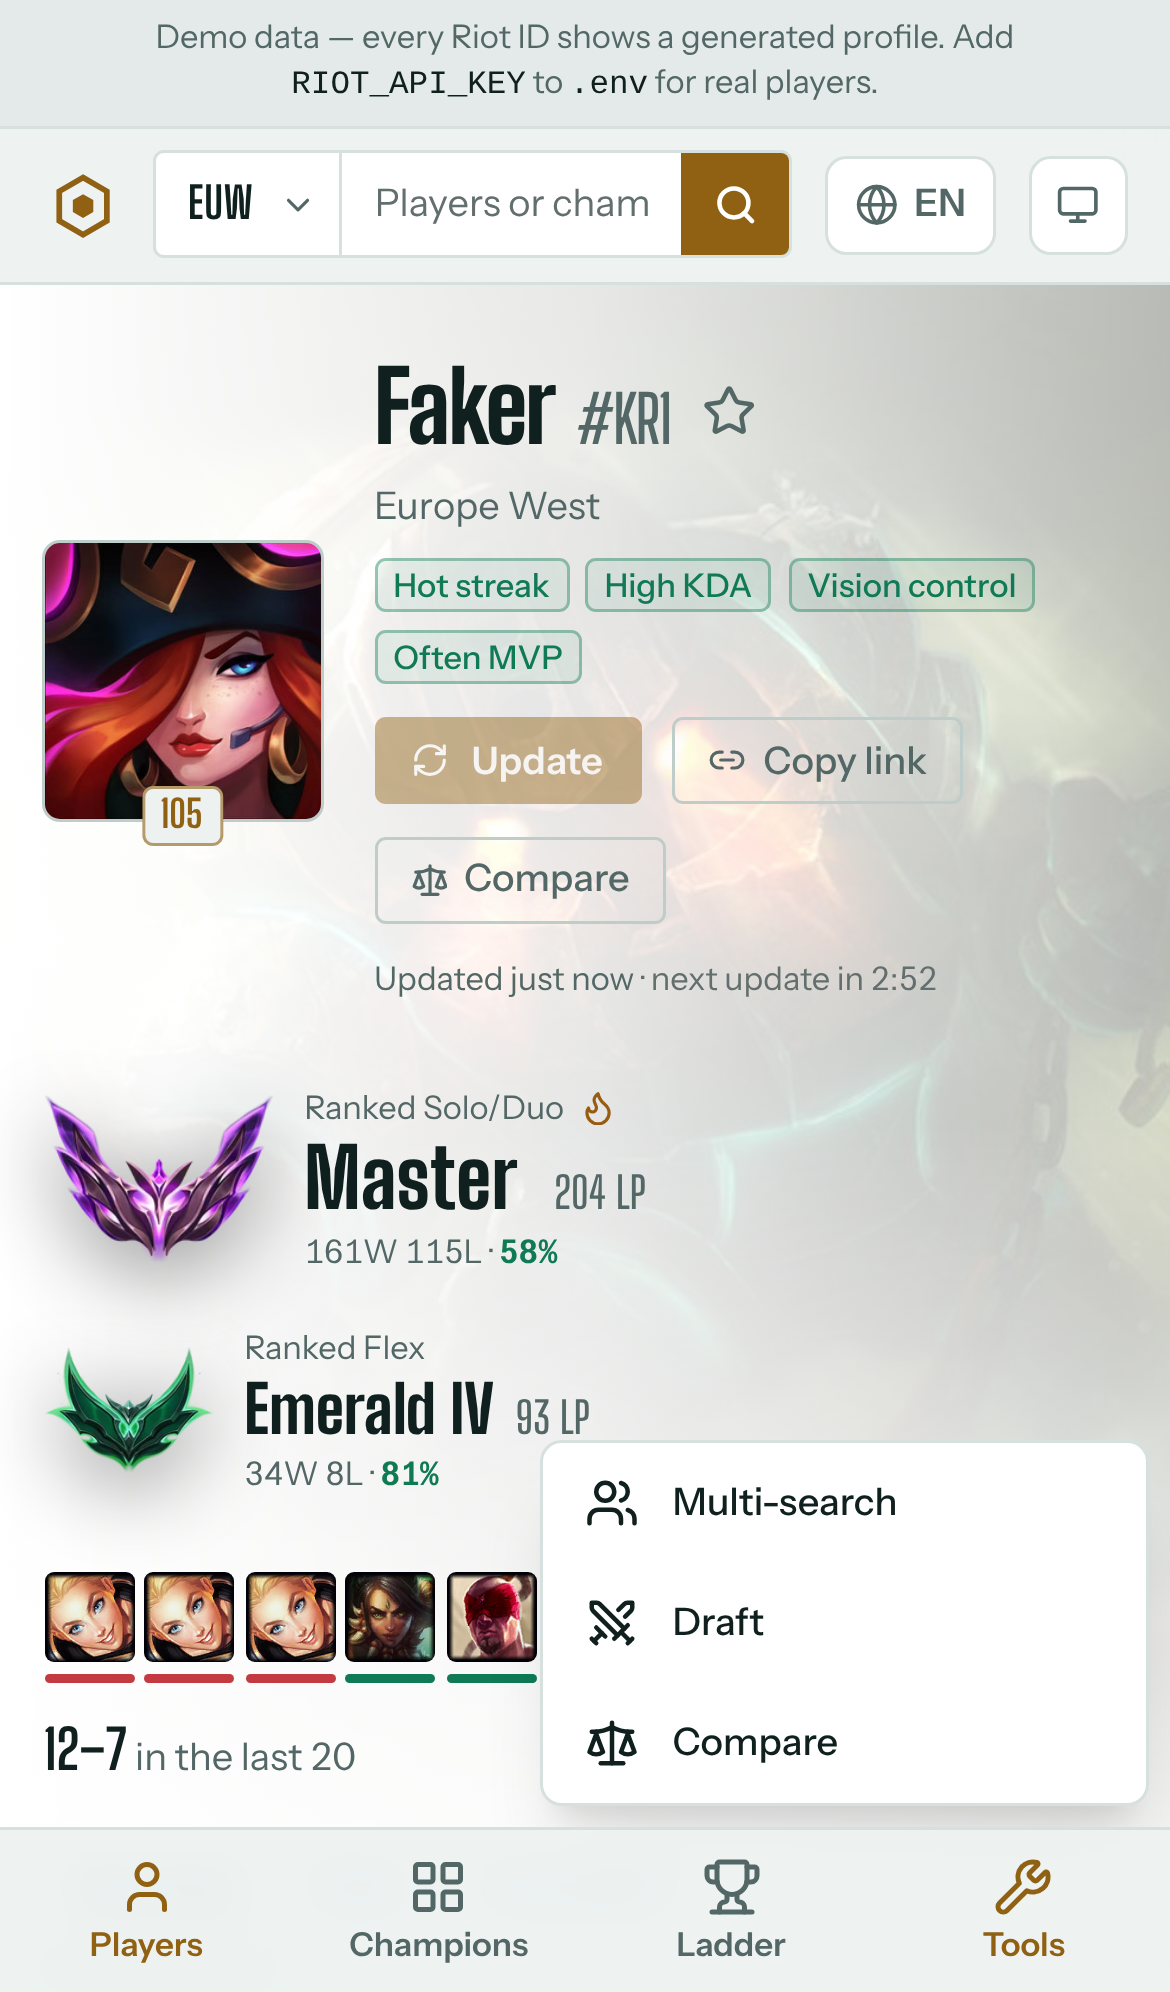 Demo data — every Riot ID shows a generated profile. Add
RIOT_API_KEY to .env for real players.
EUW
Players or cham
EN
Faker #KR1
Europe West
Hot streak
High KDA
Vision control
Often MVP
Update
Copy link
105
Compare
Updated just now · next update in 2:52
Ranked Solo/Duo
Master 204 LP
161W 115L · 58%
Ranked Flex
Emerald IV 93 LP
34W 8L · 81%
Multi-search
Draft
Compare
12–7 in the last 20
Players
Champions
Ladder
Tools